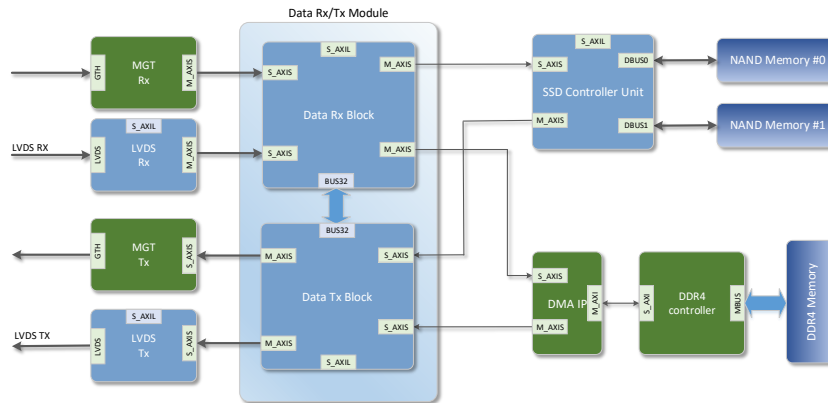 Data Rx/Tx Module
GTH
MGT
Rx
M_AXIS
S_AXIL
S_AXIS
M_AXIS
Data Rx Block
S_AXIS
M_AXIS
BUS32
S_AXIL
S_AXIS
DBUS0
SSD Controller Unit
M_AXIS
DBUS1
NAND Memory #0
NAND Memory #1
LVDS RX
S_AXIL
LVDS
LVDS
Rx
M_AXIS
GTH
MGT
Tx
S_AXIS
BUS32
M_AXIS
S_AXIS
Data Tx Block
M_AXIS
S_AXIS
S_AXIL
LVDS TX
S_AXIL
LVDS
LVDS
Tx
S_AXIS
S_AXIS
DMA IP
M_AXI
M_AXIS
S_AXI
DDR4
controller
MBUS
DDR4 Memory